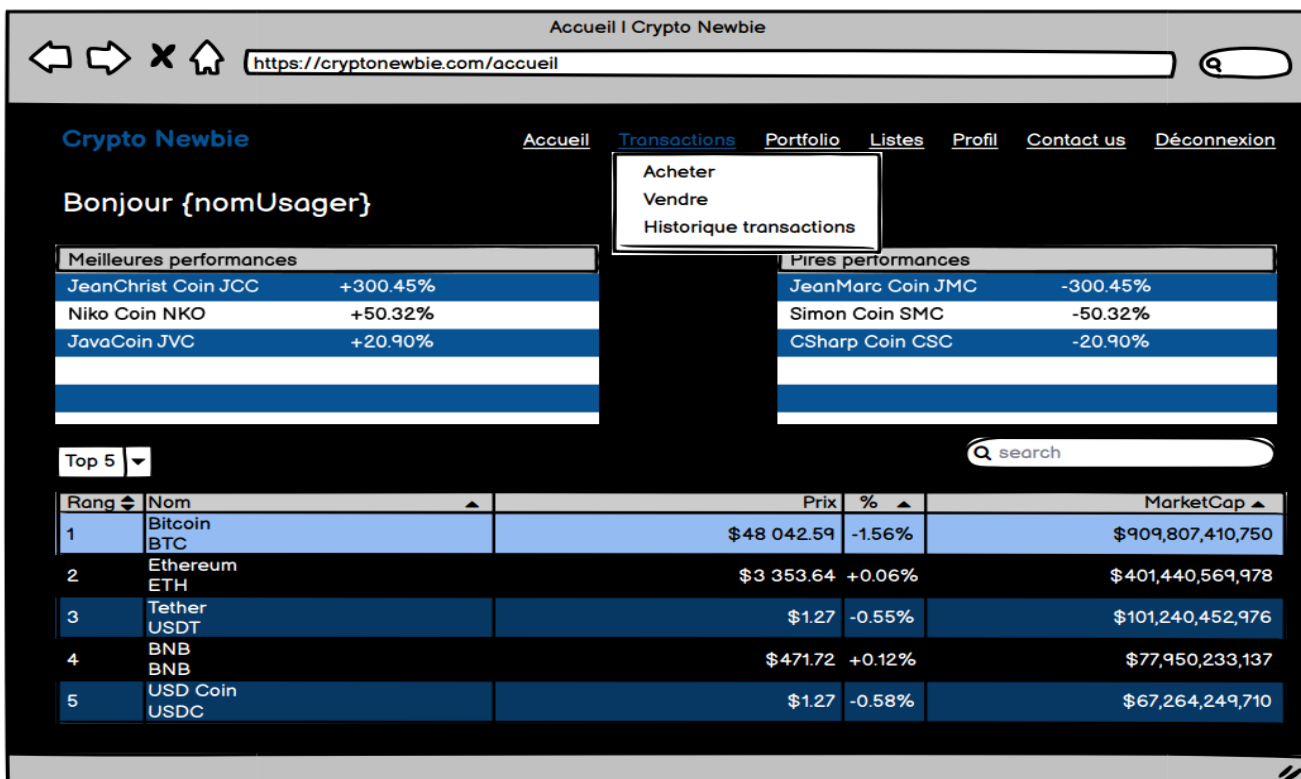 Accueil | Crypto Newbie
https://cryptonewbie.com/accueil
Crypto Newbie
Accueil Transactions Portfolio Listes Profil Contact us Déconnexion
Acheter
Vendre
Historique transactions
Bonjour {nomUsager}
Meilleures performances
JeanChrist Coin JCC +300.45%
Niko Coin NKO +50.32%
JavaCoin JVC +20.90%
Pires performances
JeanMarc Coin JMC -300.45%
Simon Coin SMC -50.32%
CSharp Coin CSC -20.90%
Top 5
search
Rang Nom Prix % MarketCap
1 Bitcoin BTC $48 042.59 -1.56% $909,807,410,750
2 Ethereum ETH $3 353.64 +0.06% $401,440,569,978
3 Tether USDT $1.27 -0.55% $101,240,452,976
4 BNB BNB $471.72 +0.12% $77,950,233,137
5 USD Coin USDC $1.27 -0.58% $67,264,249,710